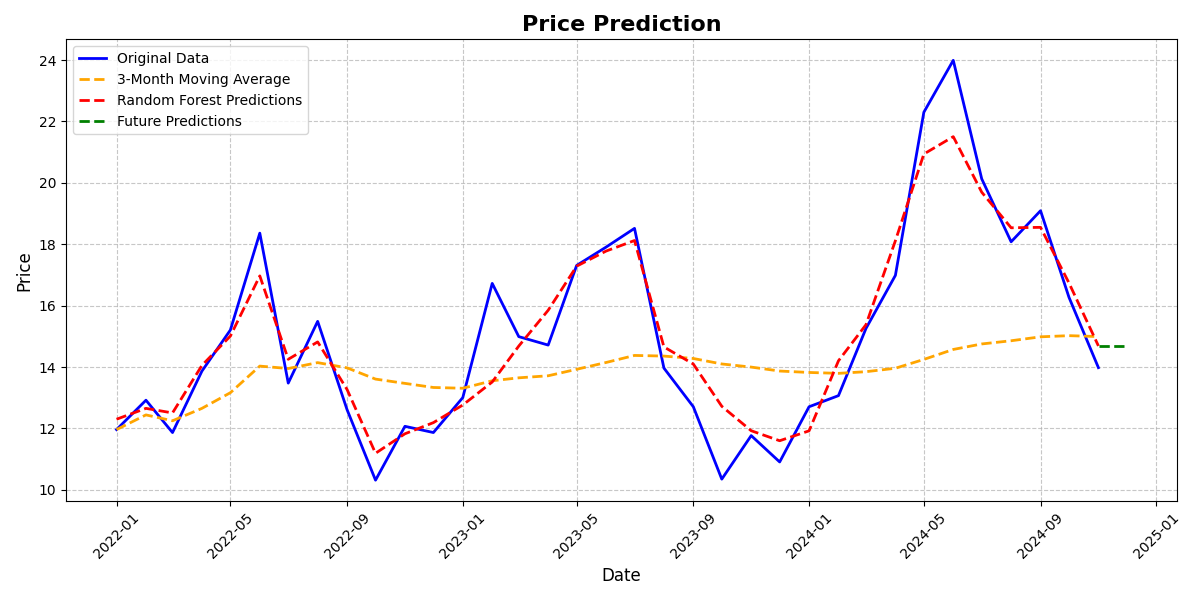 Price Prediction
Original Data
3-Month Moving Average
Random Forest Predictions
Future Predictions
Price
24
22
20
18
16
14
12
10
2022-01
2022-05
2022-09
2023-01
2023-05
2023-09
2024-01
2024-05
2024-09
2025-01
Date